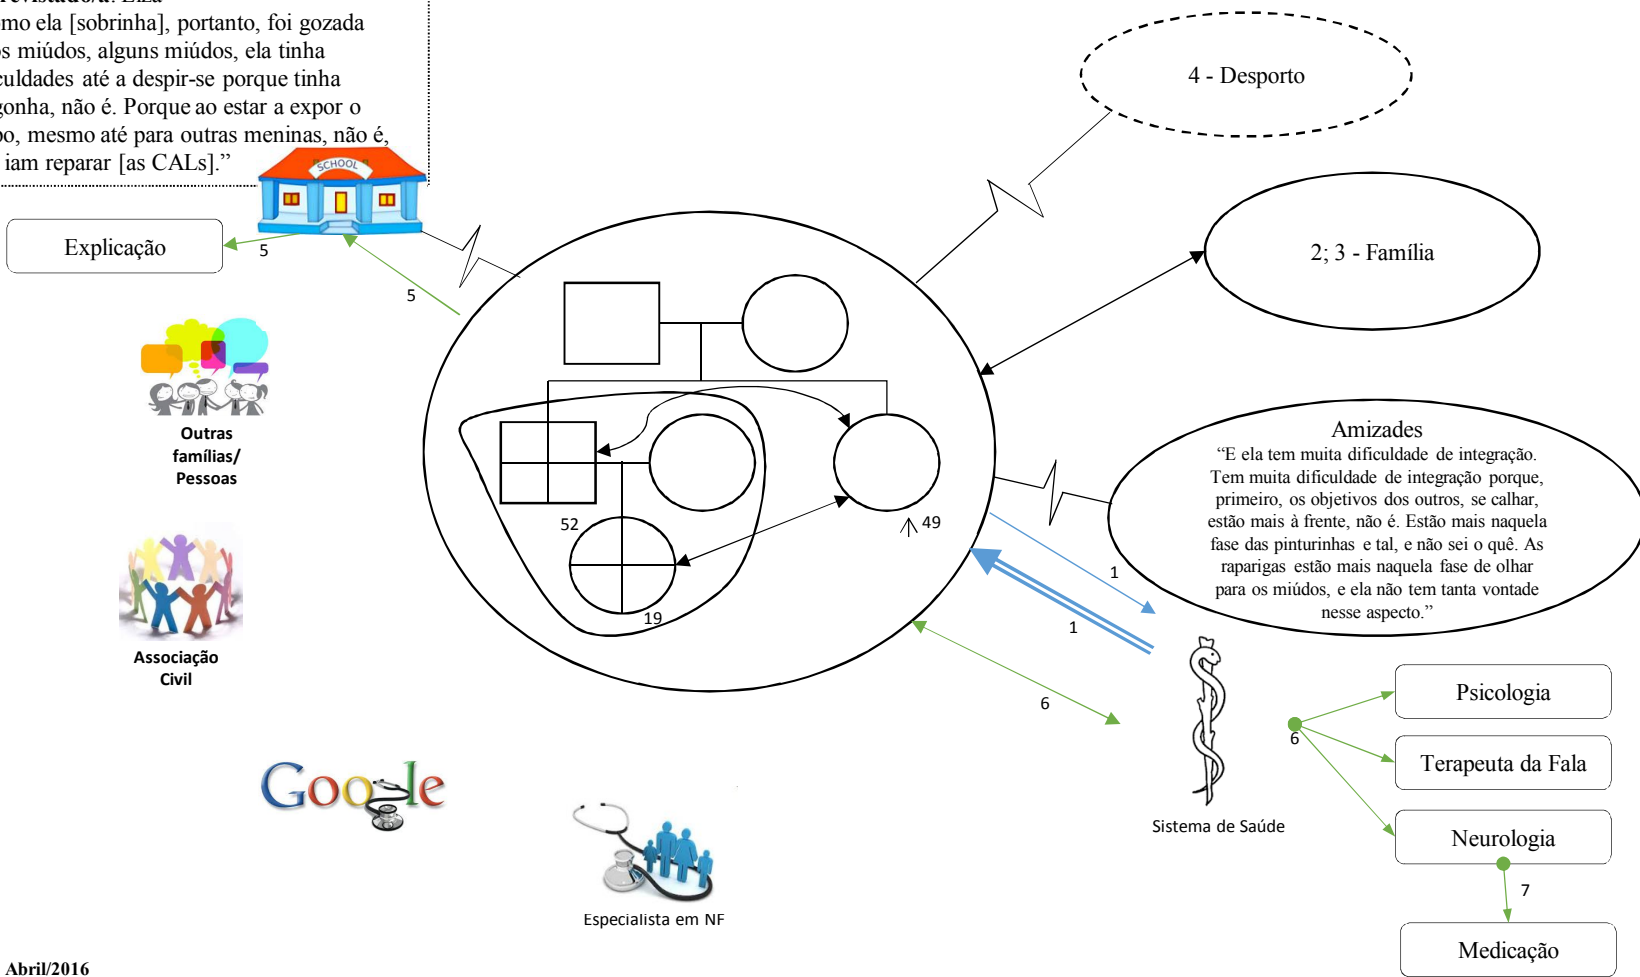 mo ela [sobrinha], portanto, foi gozada
s miúdos, alguns miúdos, ela tinha
culdades até a despir-se porque tinha
gonha, não é. Porque ao estar a expor o
po, mesmo até para outras meninas, não é,
iam reparar [as CALs].”
SCHOOL
4 - Desporto
Explicação
5
5
2; 3 - Família
Outras
famílias/
Pessoas
52
49
19
Amizades
“E ela tem muita dificuldade de integração.
Tem muita dificuldade de integração porque,
primeiro, os objetivos dos outros, se calhar,
estão mais à frente, não é. Estão mais naquela
fase das pinturinhas e tal, e não sei o quê. As
raparigas estão mais naquela fase de olhar
para os miúdos, e ela não tem tanta vontade
nesse aspecto.”
1
1
Associação
Civil
6
6
Psicologia
Terapeuta da Fala
Neurologia
7
Medicação
Google
Sistema de Saúde
Especialista em NF
Abril/2016